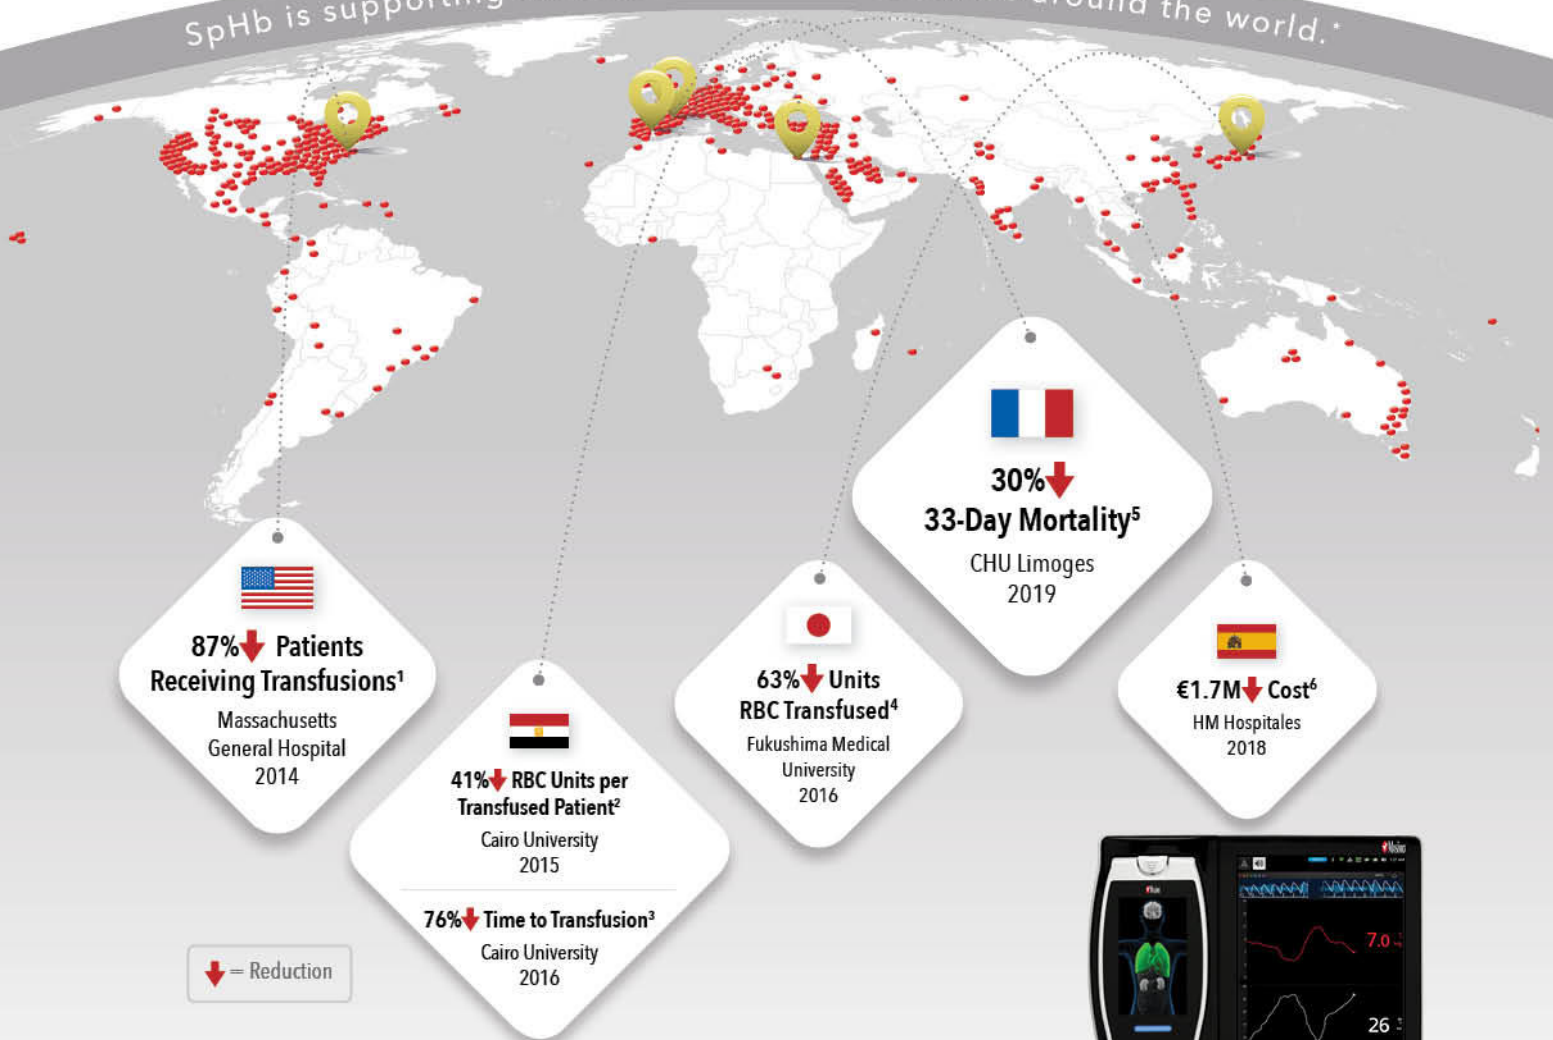 SpHb is supporting
around the world.*
87% Patients
Receiving Transfusions¹
Massachusetts
General Hospital
2014
41% RBC Units per
Transfused Patient²
Cairo University
2015
76% Time to Transfusion³
Cairo University
2016
63% Units
RBC Transfused⁴
Fukushima Medical
University
2016
30%
33-Day Mortality⁵
CHU Limoges
2019
€1.7M Cost⁶
HM Hospitales
2018
= Reduction
Masimo
7.0
26